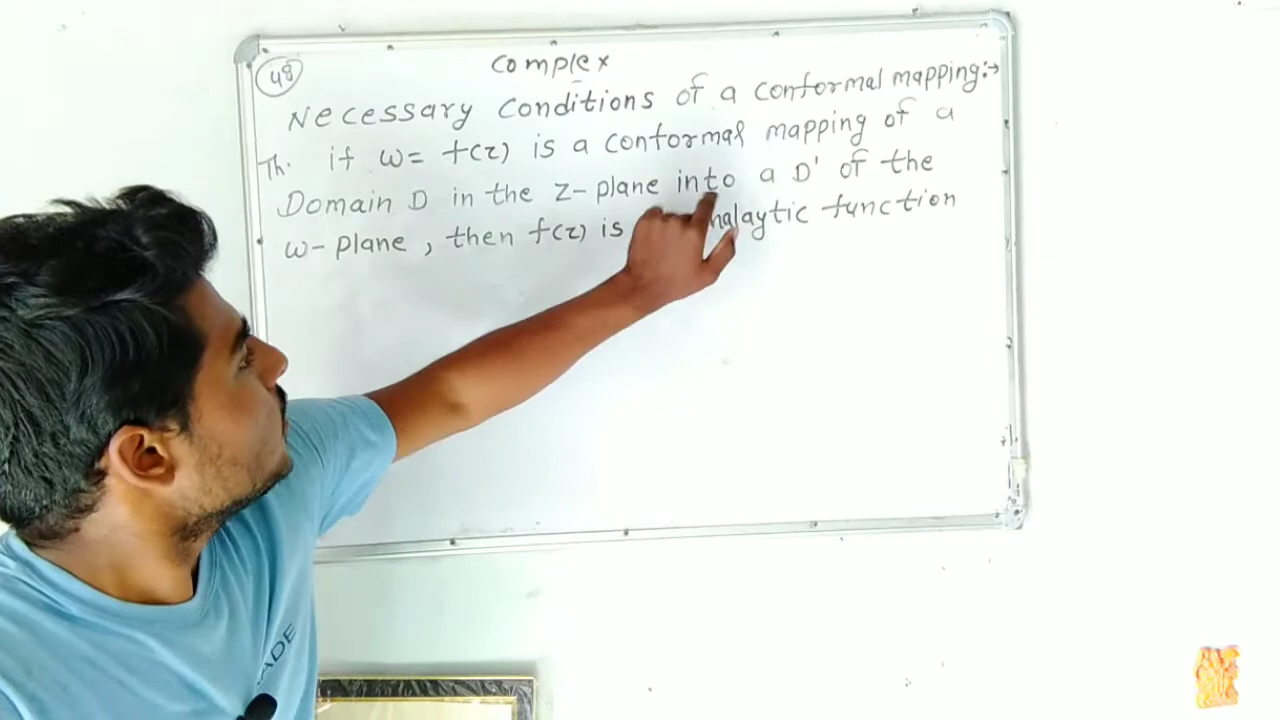 48
Complex
Necessary Conditions of a conformal mapping:→
Th. if w = f(z) is a conformal mapping of a
Domain D in the z-plane into a D' of the
w-plane, then f(z) is nalaytic function
ADE